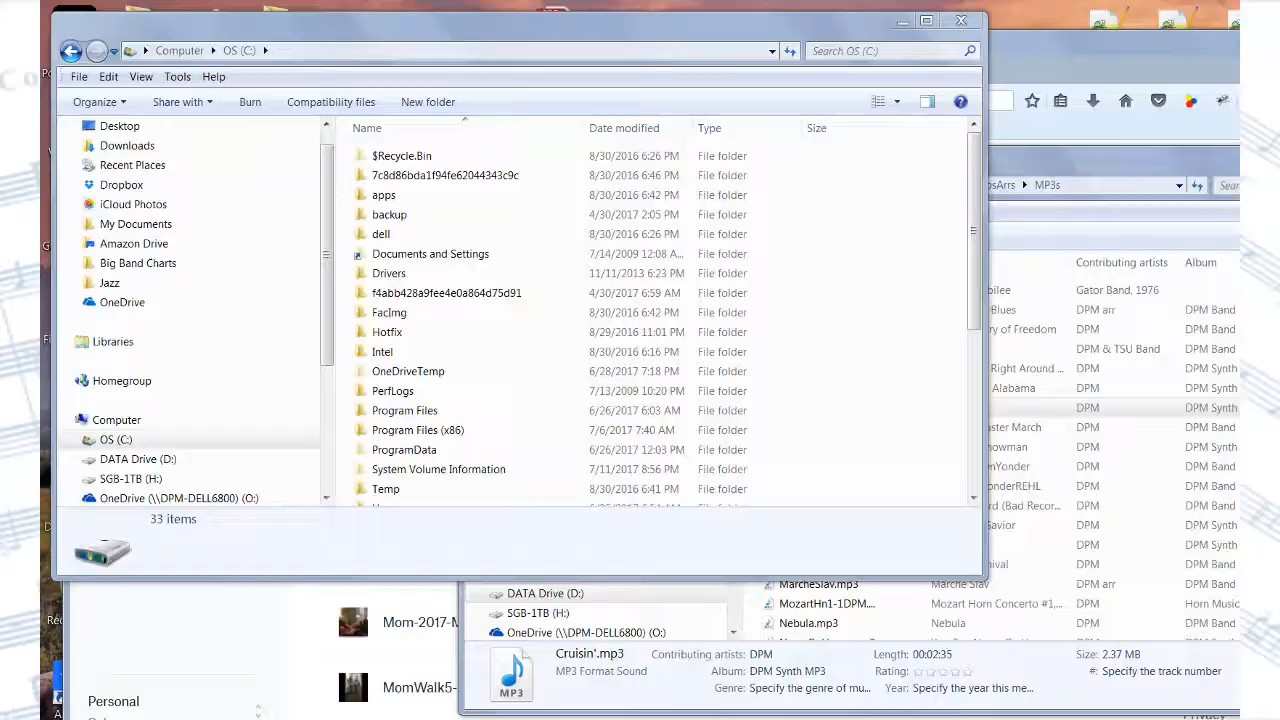 Computer OS (C:)
Search OS (C:)
File Edit View Tools Help
Organize Share with Burn Compatibility files New folder
Name Date modified Type Size
Desktop
Downloads
Recent Places
Dropbox
iCloud Photos
My Documents
Amazon Drive
Big Band Charts
Jazz
OneDrive
Libraries
Homegroup
Computer
OS (C:)
DATA Drive (D:)
SGB-1TB (H:)
OneDrive (\\DPM-DELL6800) (O:)
$Recycle.Bin 8/30/2016 6:26 PM File folder
7c8d86bda1f94fe62044343c9c 8/30/2016 6:46 PM File folder
apps 8/30/2016 6:42 PM File folder
backup 4/30/2017 2:05 PM File folder
dell 8/30/2016 6:26 PM File folder
Documents and Settings 7/14/2009 12:08 A... File folder
Drivers 11/11/2013 6:23 PM File folder
f4abb428a9fee4e0a864d75d91 4/30/2017 6:59 AM File folder
FacImg 8/30/2016 6:42 PM File folder
Hotfix 8/29/2016 11:01 PM File folder
Intel 8/30/2016 6:16 PM File folder
OneDriveTemp 6/28/2017 7:18 PM File folder
PerfLogs 7/13/2009 10:20 PM File folder
Program Files 6/26/2017 6:03 AM File folder
Program Files (x86) 7/6/2017 7:40 AM File folder
ProgramData 6/26/2017 12:03 PM File folder
System Volume Information 7/11/2017 8:56 PM File folder
Temp 8/30/2016 6:41 PM File folder
33 items
osArrs MP3s
Contributing artists Album
bilee Gator Band, 1976
Blues DPM arr DPM Band
ry of Freedom DPM DPM Band
DPM & TSU Band DPM Band
Right Around ... DPM DPM Synth
Alabama DPM DPM Synth
DPM DPM Synth
aster March DPM DPM Band
nowman DPM DPM Band
nYonder DPM DPM Band
onderREHL DPM DPM Band
rd (Bad Recor... DPM DPM Band
Savior DPM DPM Synth
DPM DPM Synth
nival DPM DPM Band
MarcheSlav.mp3 Marche Slav DPM arr DPM Band
MozartHn1-1DPM.... Mozart Horn Concerto #1,... DPM Horn Music
Nebula.mp3 Nebula DPM DPM Synth
DATA Drive (D:)
SGB-1TB (H:)
OneDrive (\\DPM-DELL6800) (O:)
Cruisin'.mp3 Contributing artists: DPM Length: 00:02:35 Size: 2.37 MB
MP3 Format Sound Album: DPM Synth MP3 Rating: #: Specify the track number
Genre: Specify the genre of mu... Year: Specify the year this me...
MP3
Mom-2017-M
MomWalk5-
Personal
Privacy